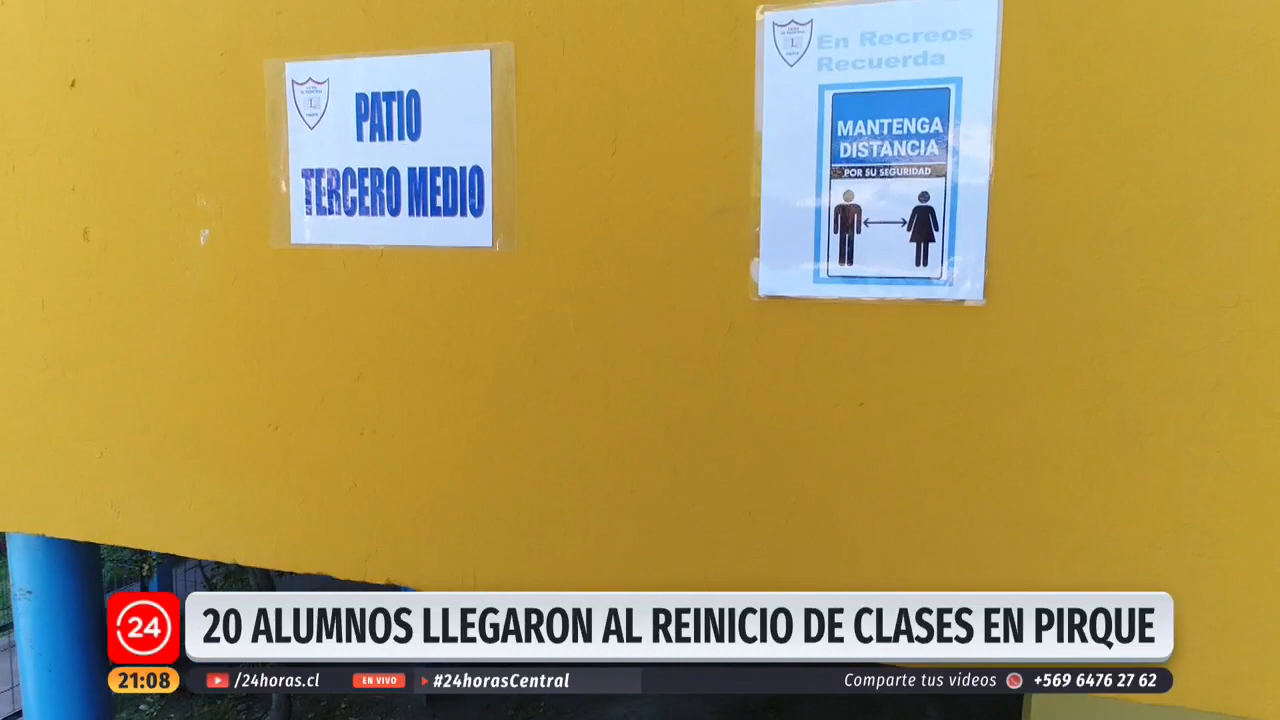 PATIO
TERCERO MEDIO
L
En Recreos
Recuerda
MANTENGA
DISTANCIA
POR SU SEGURIDAD
L
24
20 ALUMNOS LLEGARON AL REINICIO DE CLASES EN PIRQUE
21:08
/24horas.cl
EN VIVO
#24horasCentral
Comparte tus videos
+569 6476 27 62